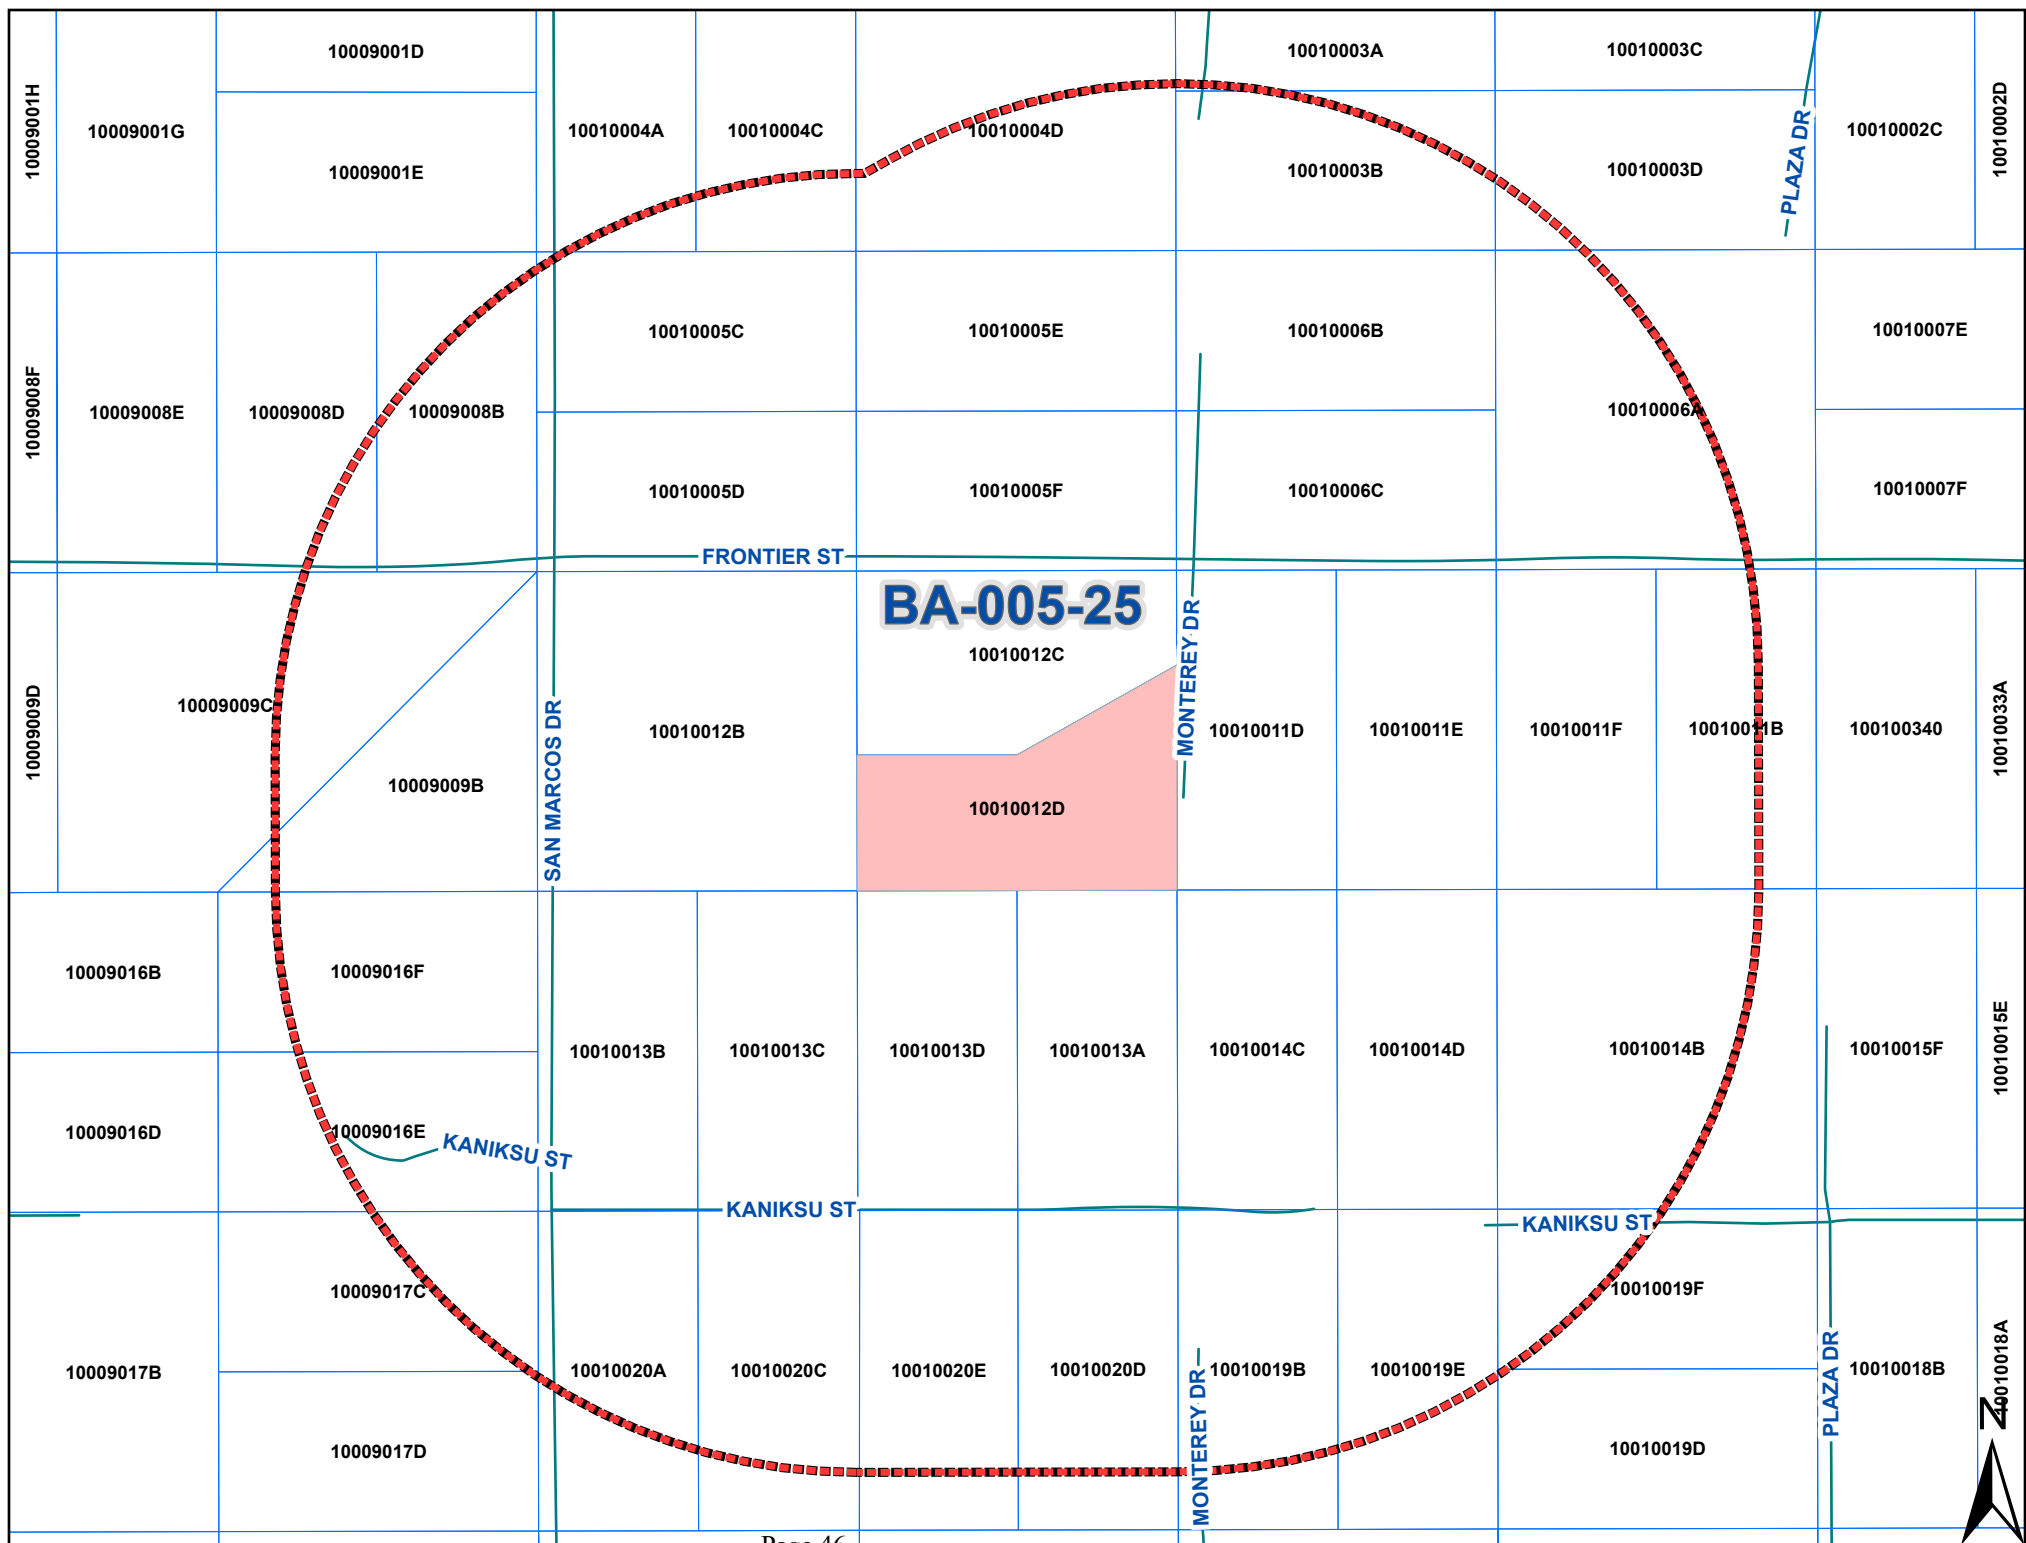 10009001D
10010003A
10010003C
10009001H
10009001G
10010004A
10010004C
10010004D
PLAZA DR
10010002C
10010002D
10009001E
10010003B
10010003D
10010005C
10010005E
10010006B
10010007E
10009008F
10009008E
10009008D
10009008B
10010006A
10010005D
10010005F
10010006C
10010007F
FRONTIER ST
BA-005-25
10010012C
MONTEREY DR
10009009D
10009009C
10009009B
SAN MARCOS DR
10010012B
10010011D
10010011E
10010011F
10010011B
100100340
10010033A
10010012D
10009016B
10009016F
10010013B
10010013C
10010013D
10010013A
10010014C
10010014D
10010014B
10010015F
10010015E
10009016D
10009016E
KANIKSU ST
KANIKSU ST
KANIKSU ST
10009017C
10010019F
10009017B
10010020A
10010020C
10010020E
10010020D
10010019B
10010019E
PLAZA DR
10010018B
10010018A
MONTEREY DR
10009017D
10010019D
N
Page 46